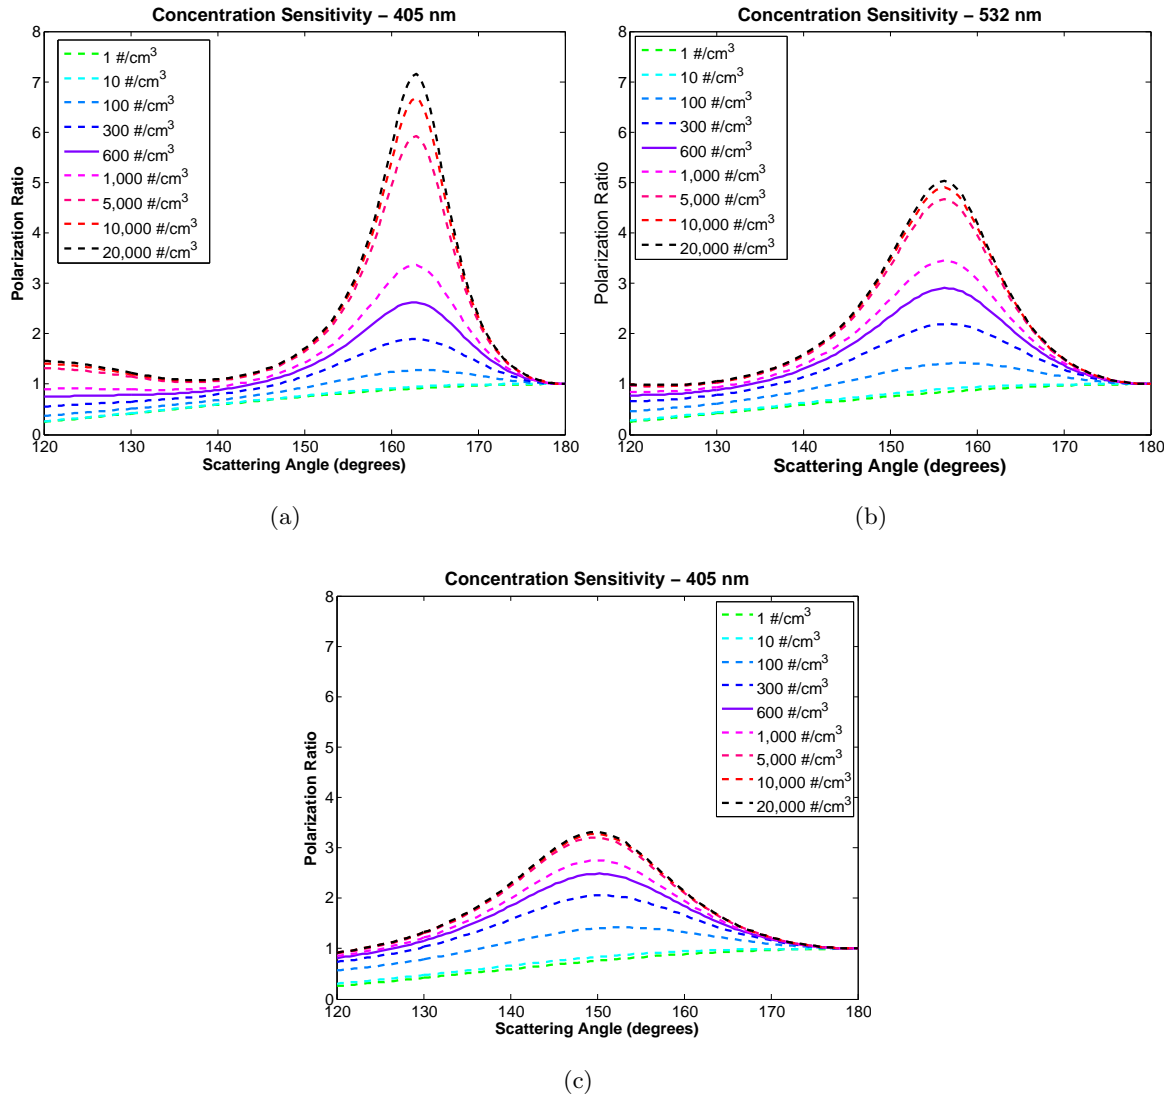 Concentration Sensitivity – 405 nm
8
7
6
5
4
3
2
1
0
Polarization Ratio
1 #/cm³
10 #/cm³
100 #/cm³
300 #/cm³
600 #/cm³
1,000 #/cm³
5,000 #/cm³
10,000 #/cm³
20,000 #/cm³
120 130 140 150 160 170 180
Scattering Angle (degrees)
(a)
Concentration Sensitivity – 532 nm
8
7
6
5
4
3
2
1
0
Polarization Ratio
1 #/cm³
10 #/cm³
100 #/cm³
300 #/cm³
600 #/cm³
1,000 #/cm³
5,000 #/cm³
10,000 #/cm³
20,000 #/cm³
120 130 140 150 160 170 180
Scattering Angle (degrees)
(b)
Concentration Sensitivity – 405 nm
8
7
6
5
4
3
2
1
0
Polarization Ratio
1 #/cm³
10 #/cm³
100 #/cm³
300 #/cm³
600 #/cm³
1,000 #/cm³
5,000 #/cm³
10,000 #/cm³
20,000 #/cm³
120 130 140 150 160 170 180
Scattering Angle (degrees)
(c)